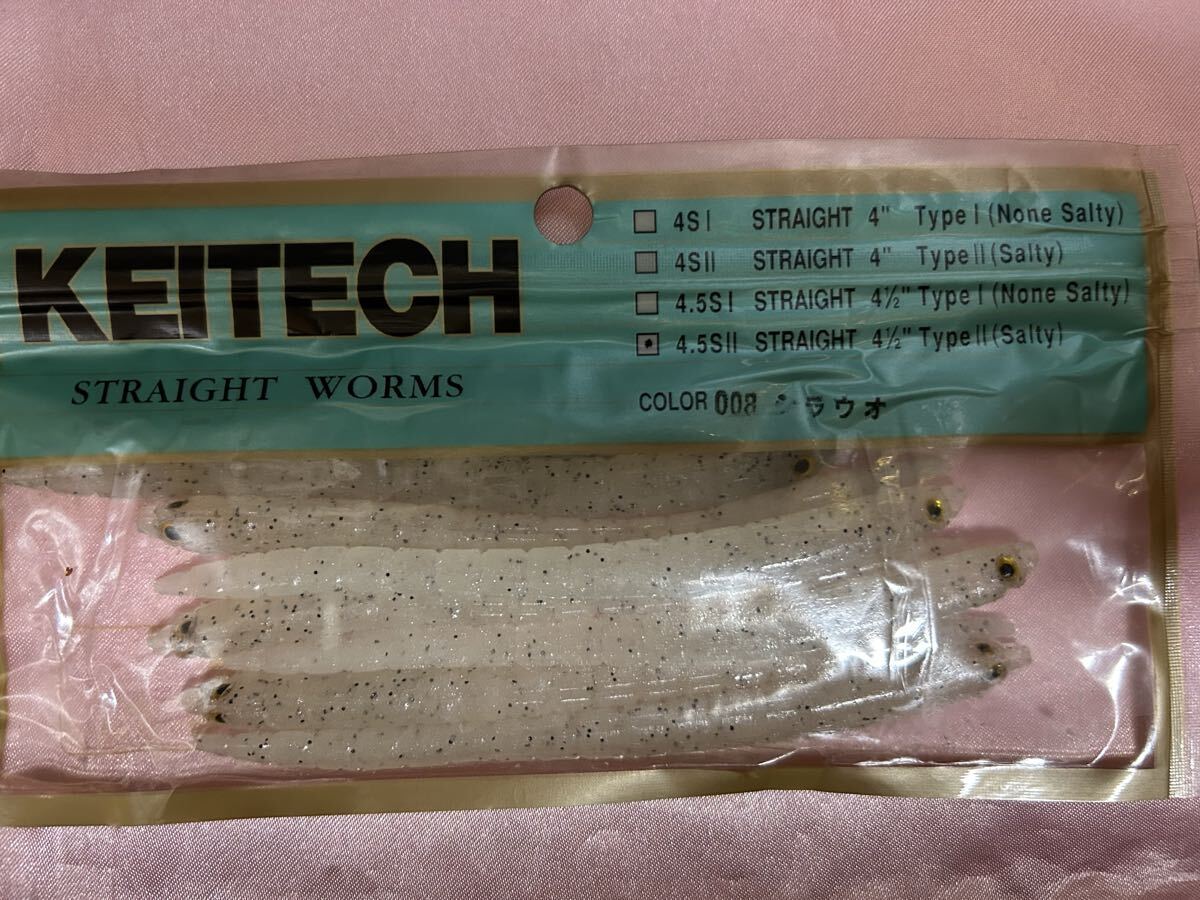 KEITECH
STRAIGHT WORMS
4S I STRAIGHT 4" Type I (None Salty)
4S II STRAIGHT 4" Type II (Salty)
4.5S I STRAIGHT 4½" Type I (None Salty)
4.5S II STRAIGHT 4½" Type II (Salty)
COLOR 008 シラウオ